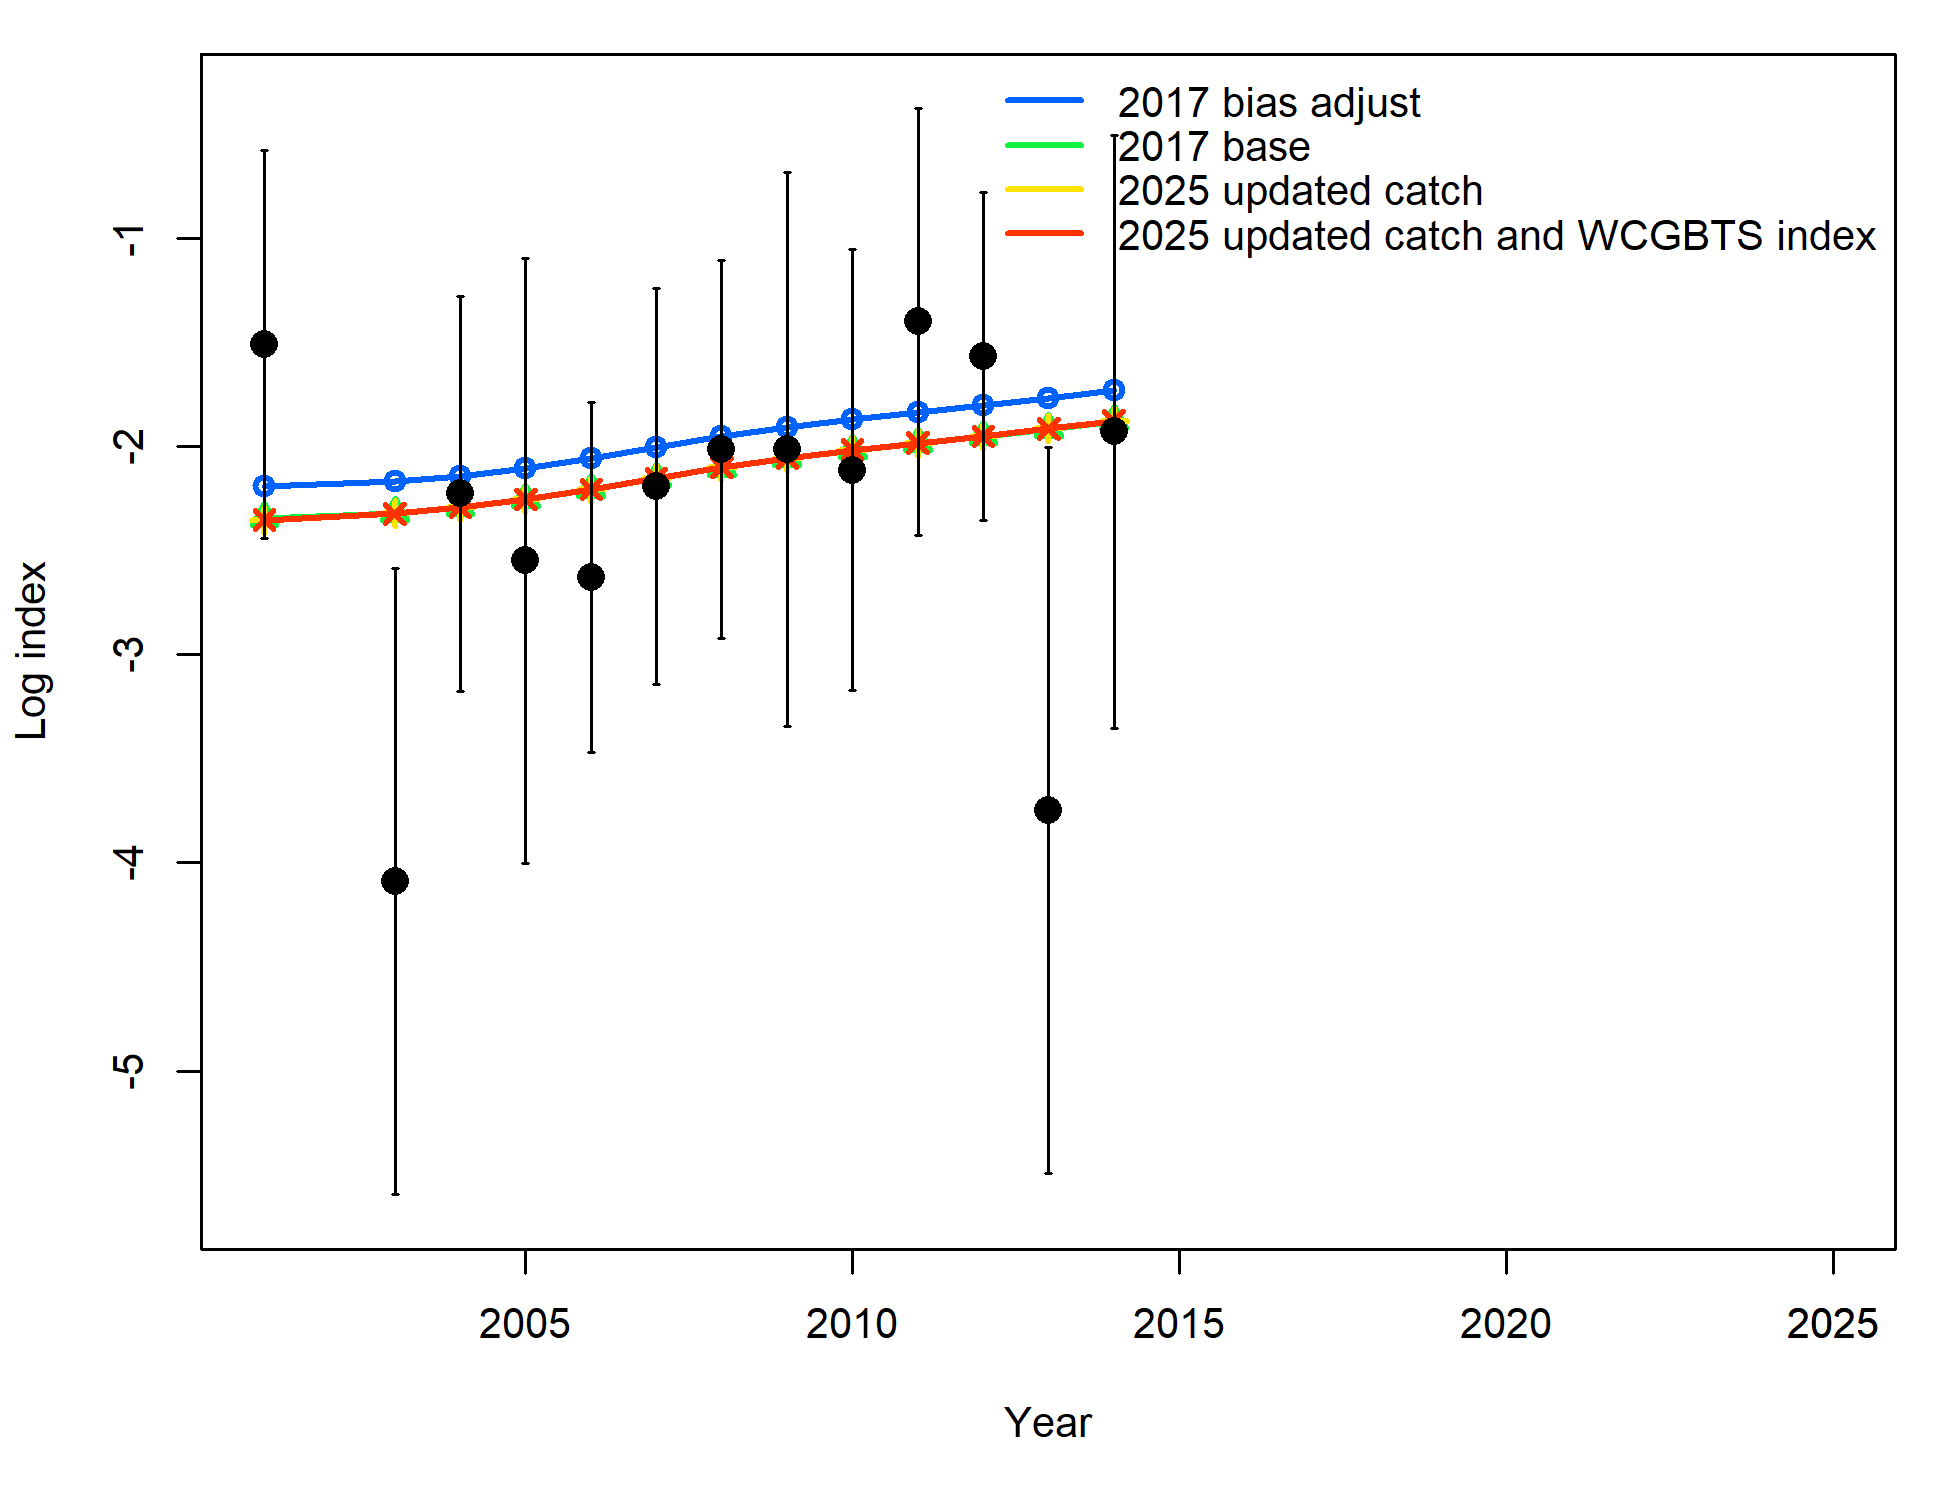 2017 bias adjust
2017 base
2025 updated catch
2025 updated catch and WCGBTS index
-1
-2
-3
-4
-5
Log index
2005 2010 2015 2020 2025
Year